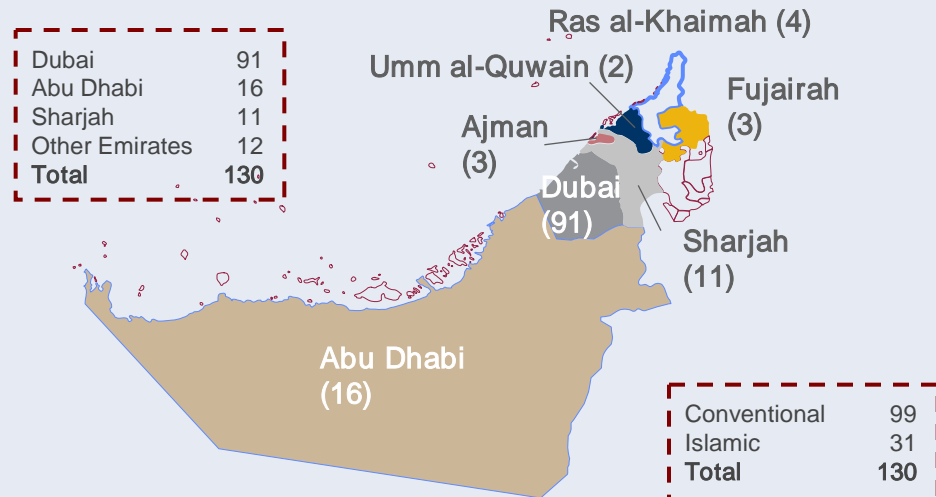 Ras al-Khaimah (4)
Dubai 91
Abu Dhabi 16
Sharjah 11
Other Emirates 12
Total 130
Umm al-Quwain (2)
Fujairah
(3)
Ajman
(3)
Dubai
(91)
Sharjah
(11)
Abu Dhabi
(16)
Conventional 99
Islamic 31
Total 130